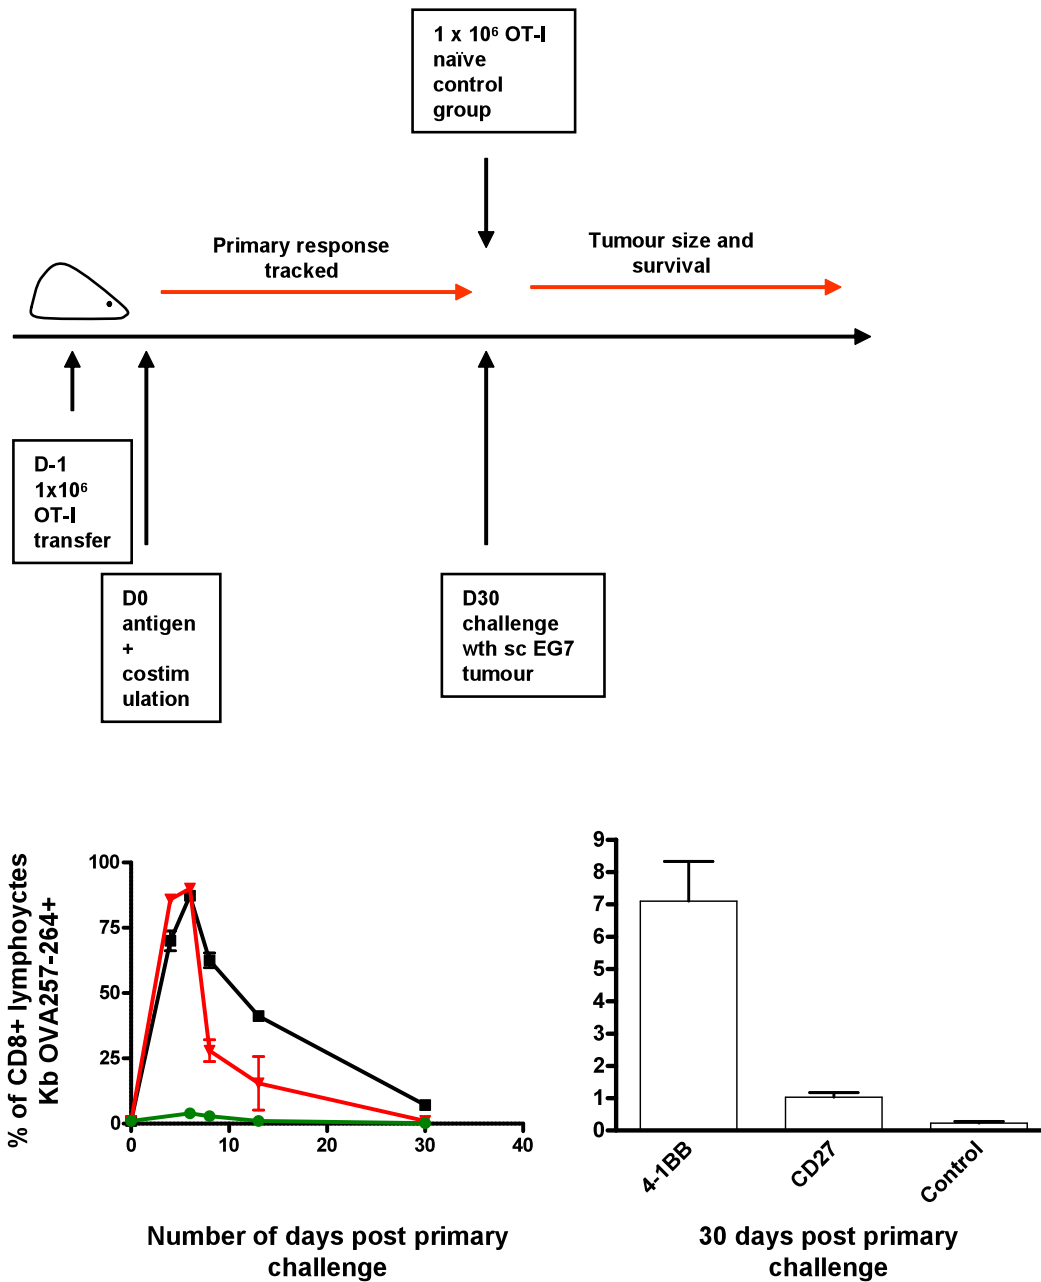 1 x 10⁶ OT-I
naïve
control
group
Primary response
tracked
Tumour size and
survival
D-1
1x10⁶
OT-I
transfer
D0
antigen
+
costim
ulation
D30
challenge
wth sc EG7
tumour
% of CD8+ lymphoyctes
Kb OVA257-264+
100
75
50
25
0
0
10
20
30
40
Number of days post primary
challenge
9
8
7
6
5
4
3
2
1
0
4-1BB
CD27
Control
30 days post primary
challenge